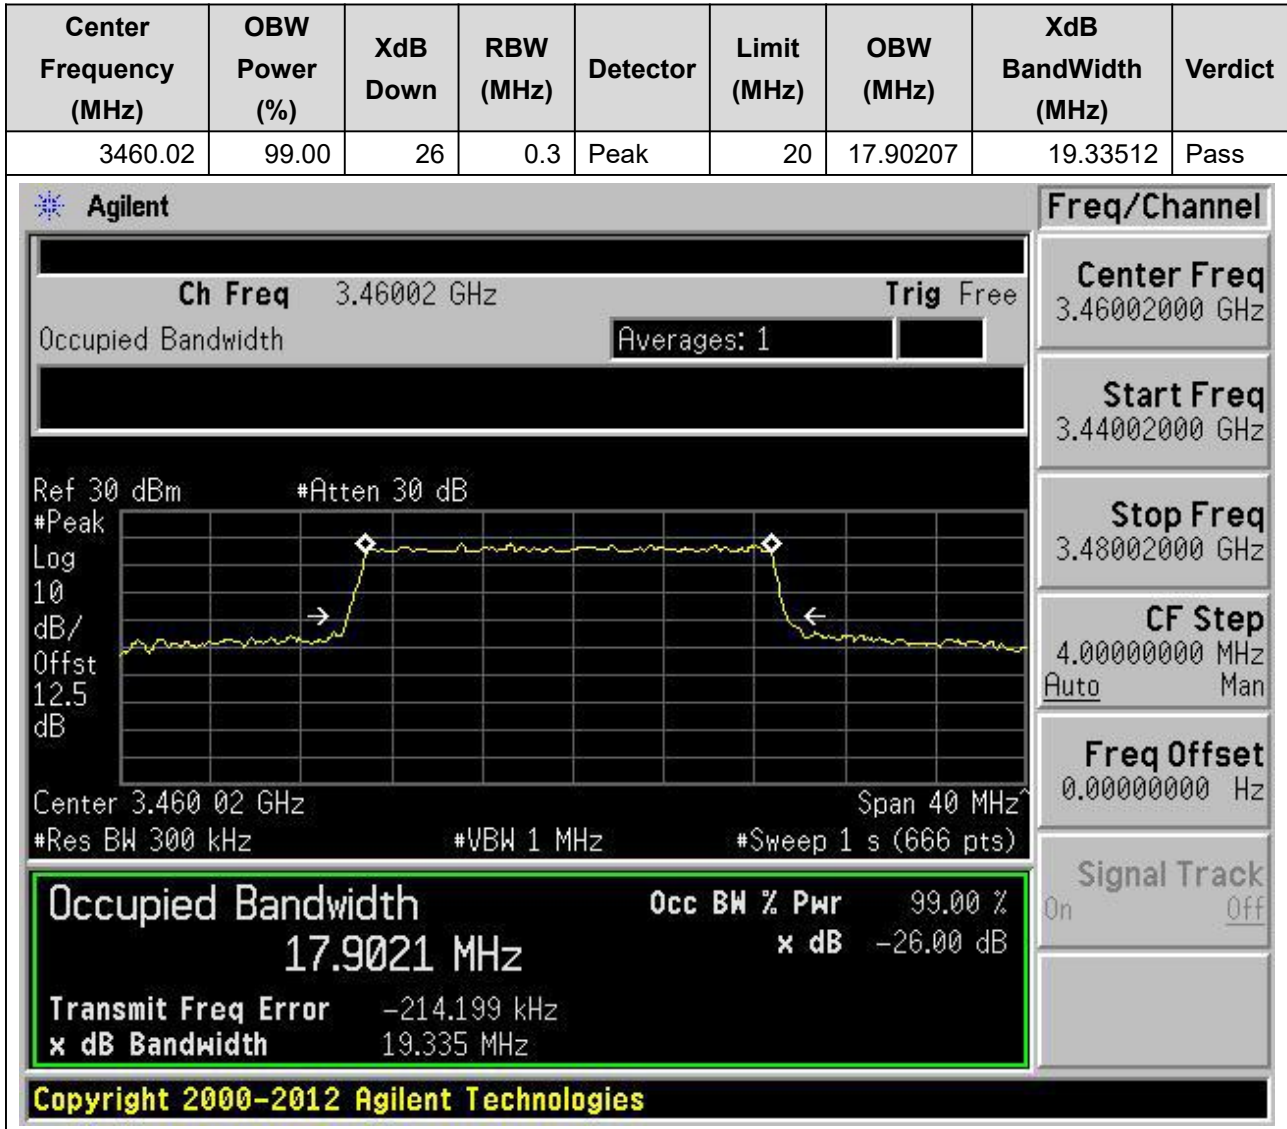 Center Frequency (MHz) OBW Power (%) XdB Down RBW (MHz) Detector Limit (MHz) OBW (MHz) XdB BandWidth (MHz) Verdict
3460.02 99.00 26 0.3 Peak 20 17.90207 19.33512 Pass
Agilent
Ch Freq 3.46002 GHz Trig Free
Occupied Bandwidth Averages: 1
Ref 30 dBm #Atten 30 dB
#Peak
Log
10
dB/
Offst
12.5
dB
Center 3.460 02 GHz Span 40 MHz^
#Res BW 300 kHz #VBW 1 MHz #Sweep 1 s (666 pts)
Occupied Bandwidth Occ BW % Pwr 99.00 %
17.9021 MHz x dB -26.00 dB
Transmit Freq Error -214.199 kHz
x dB Bandwidth 19.335 MHz
Copyright 2000-2012 Agilent Technologies
Freq/Channel
Center Freq
3.46002000 GHz
Start Freq
3.44002000 GHz
Stop Freq
3.48002000 GHz
CF Step
4.00000000 MHz
Auto Man
Freq Offset
0.00000000 Hz
Signal Track
On Off